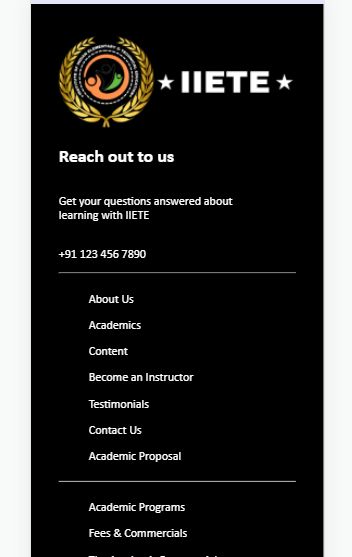 ★ IIETE ★
Reach out to us
Get your questions answered about
learning with IIETE
+91 123 456 7890
About Us
Academics
Content
Become an Instructor
Testimonials
Contact Us
Academic Proposal
Academic Programs
Fees & Commercials